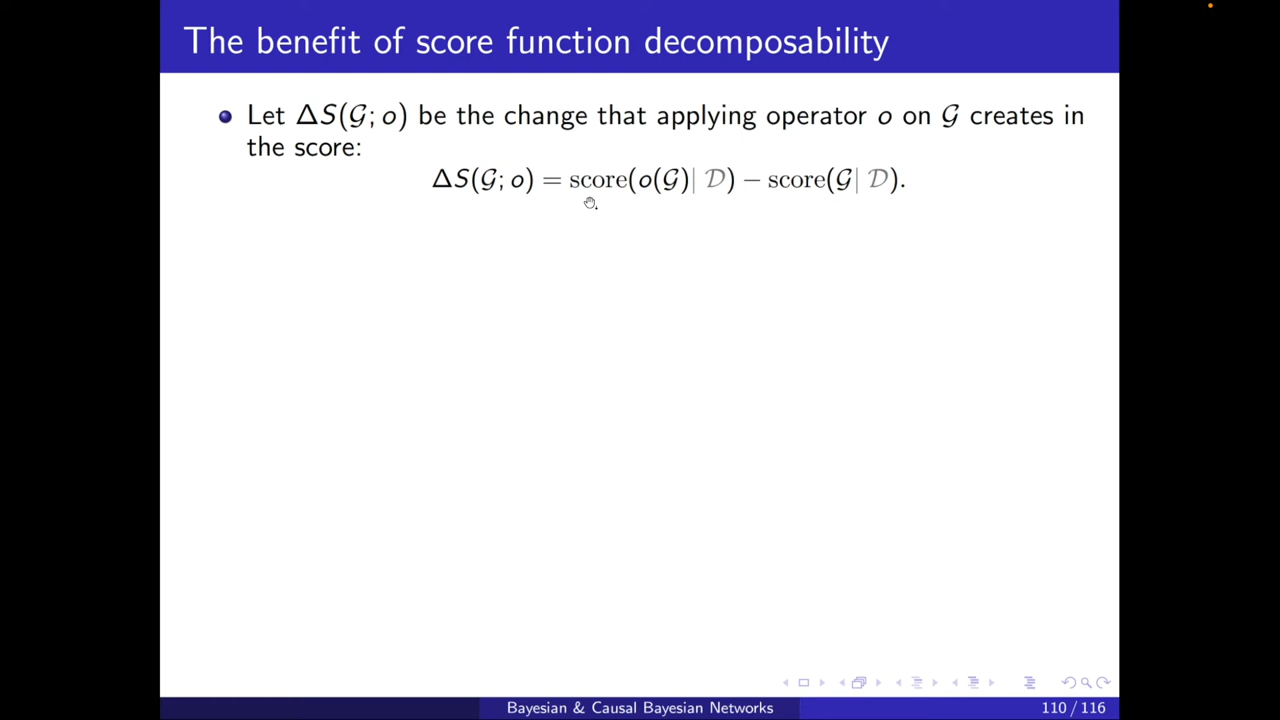 The benefit of score function decomposability
Let ΔS(𝒢; o) be the change that applying operator o on 𝒢 creates in
the score:
ΔS(𝒢; o) = score(o(𝒢)| 𝒟) − score(𝒢| 𝒟).
Bayesian & Causal Bayesian Networks
110 / 116